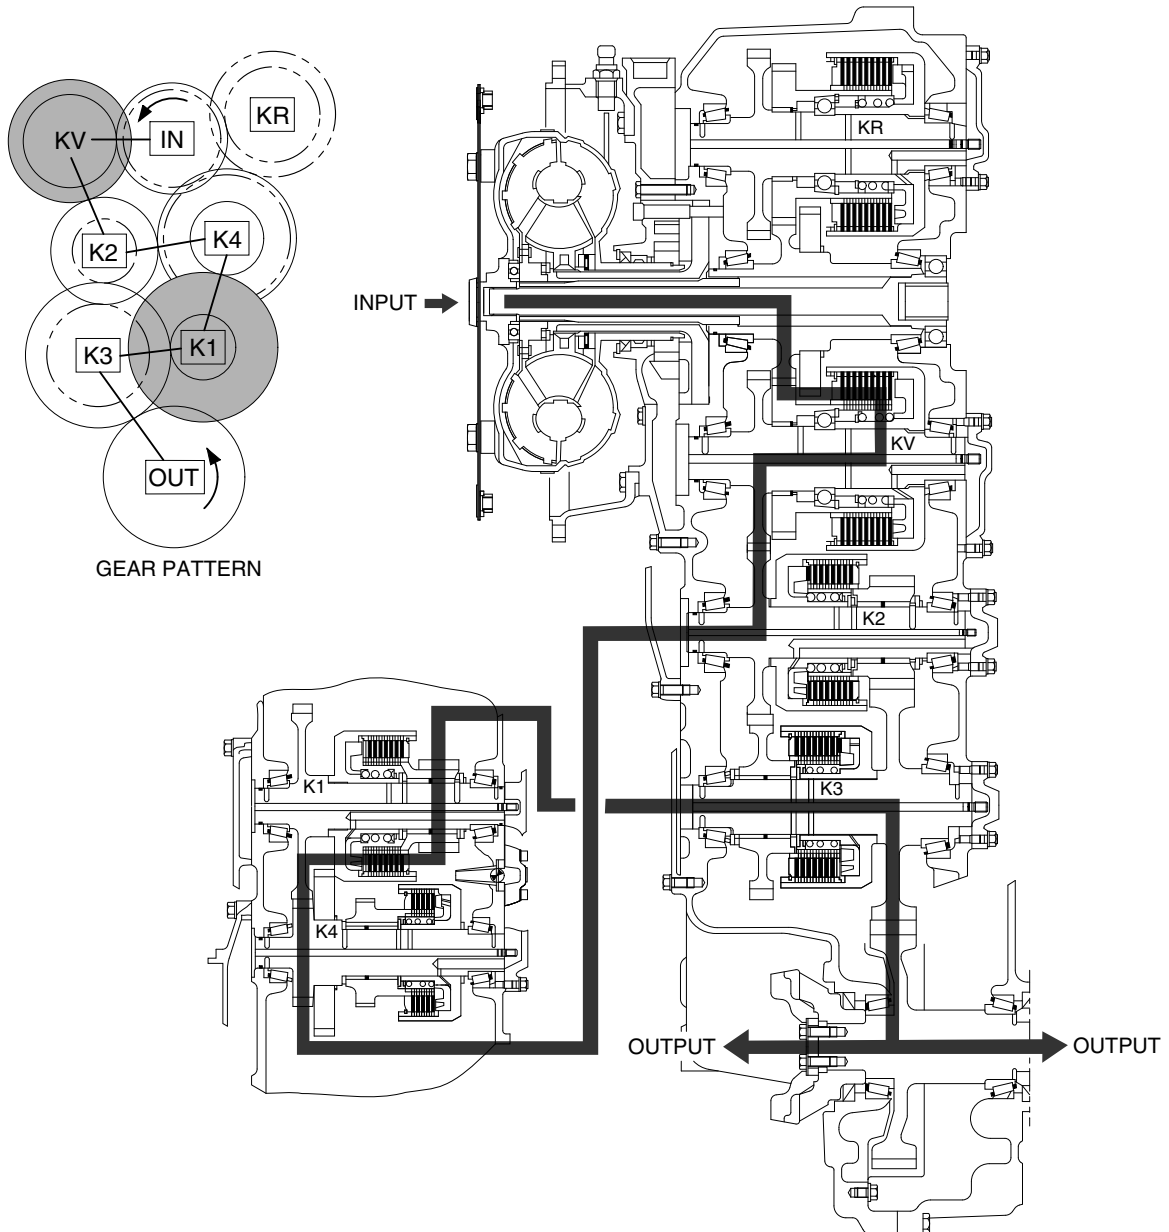 KV
IN
KR
K2
K4
K3
K1
OUT
GEAR PATTERN
INPUT
KR
KV
K2
K1
K3
K4
OUTPUT
OUTPUT